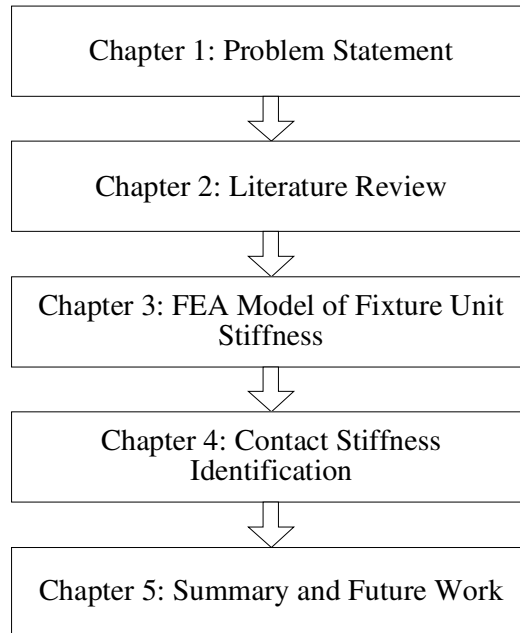 Chapter 1: Problem Statement
Chapter 2: Literature Review
Chapter 3: FEA Model of Fixture Unit
Stiffness
Chapter 4: Contact Stiffness
Identification
Chapter 5: Summary and Future Work